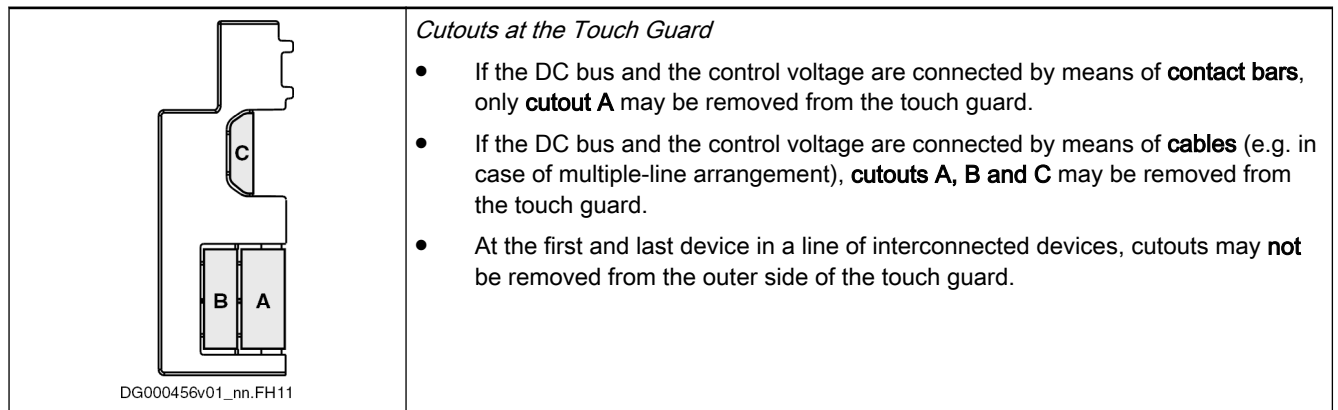 C
B
A
DG000456v01_nn.FH11
Cutouts at the Touch Guard
• If the DC bus and the control voltage are connected by means of contact bars,
only cutout A may be removed from the touch guard.
• If the DC bus and the control voltage are connected by means of cables (e.g. in
case of multiple-line arrangement), cutouts A, B and C may be removed from
the touch guard.
• At the first and last device in a line of interconnected devices, cutouts may not
be removed from the outer side of the touch guard.